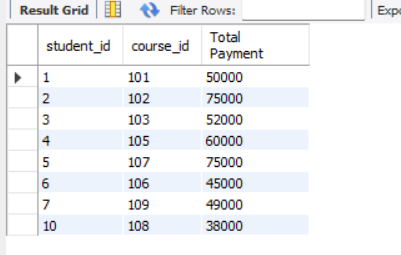 Result Grid Filter Rows: Expo
student_id course_id Total Payment
1 101 50000
2 102 75000
3 103 52000
4 105 60000
5 107 75000
6 106 45000
7 109 49000
10 108 38000